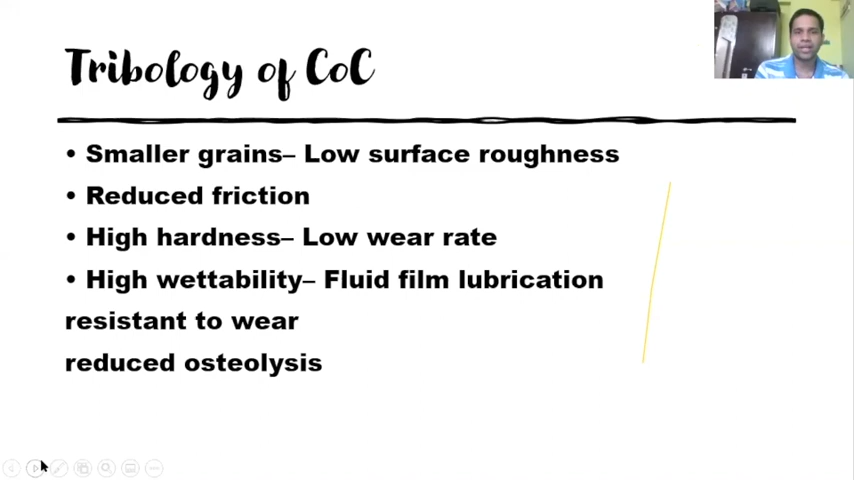 Tribology of CoC
• Smaller grains– Low surface roughness
• Reduced friction
• High hardness– Low wear rate
• High wettability– Fluid film lubrication
resistant to wear
reduced osteolysis